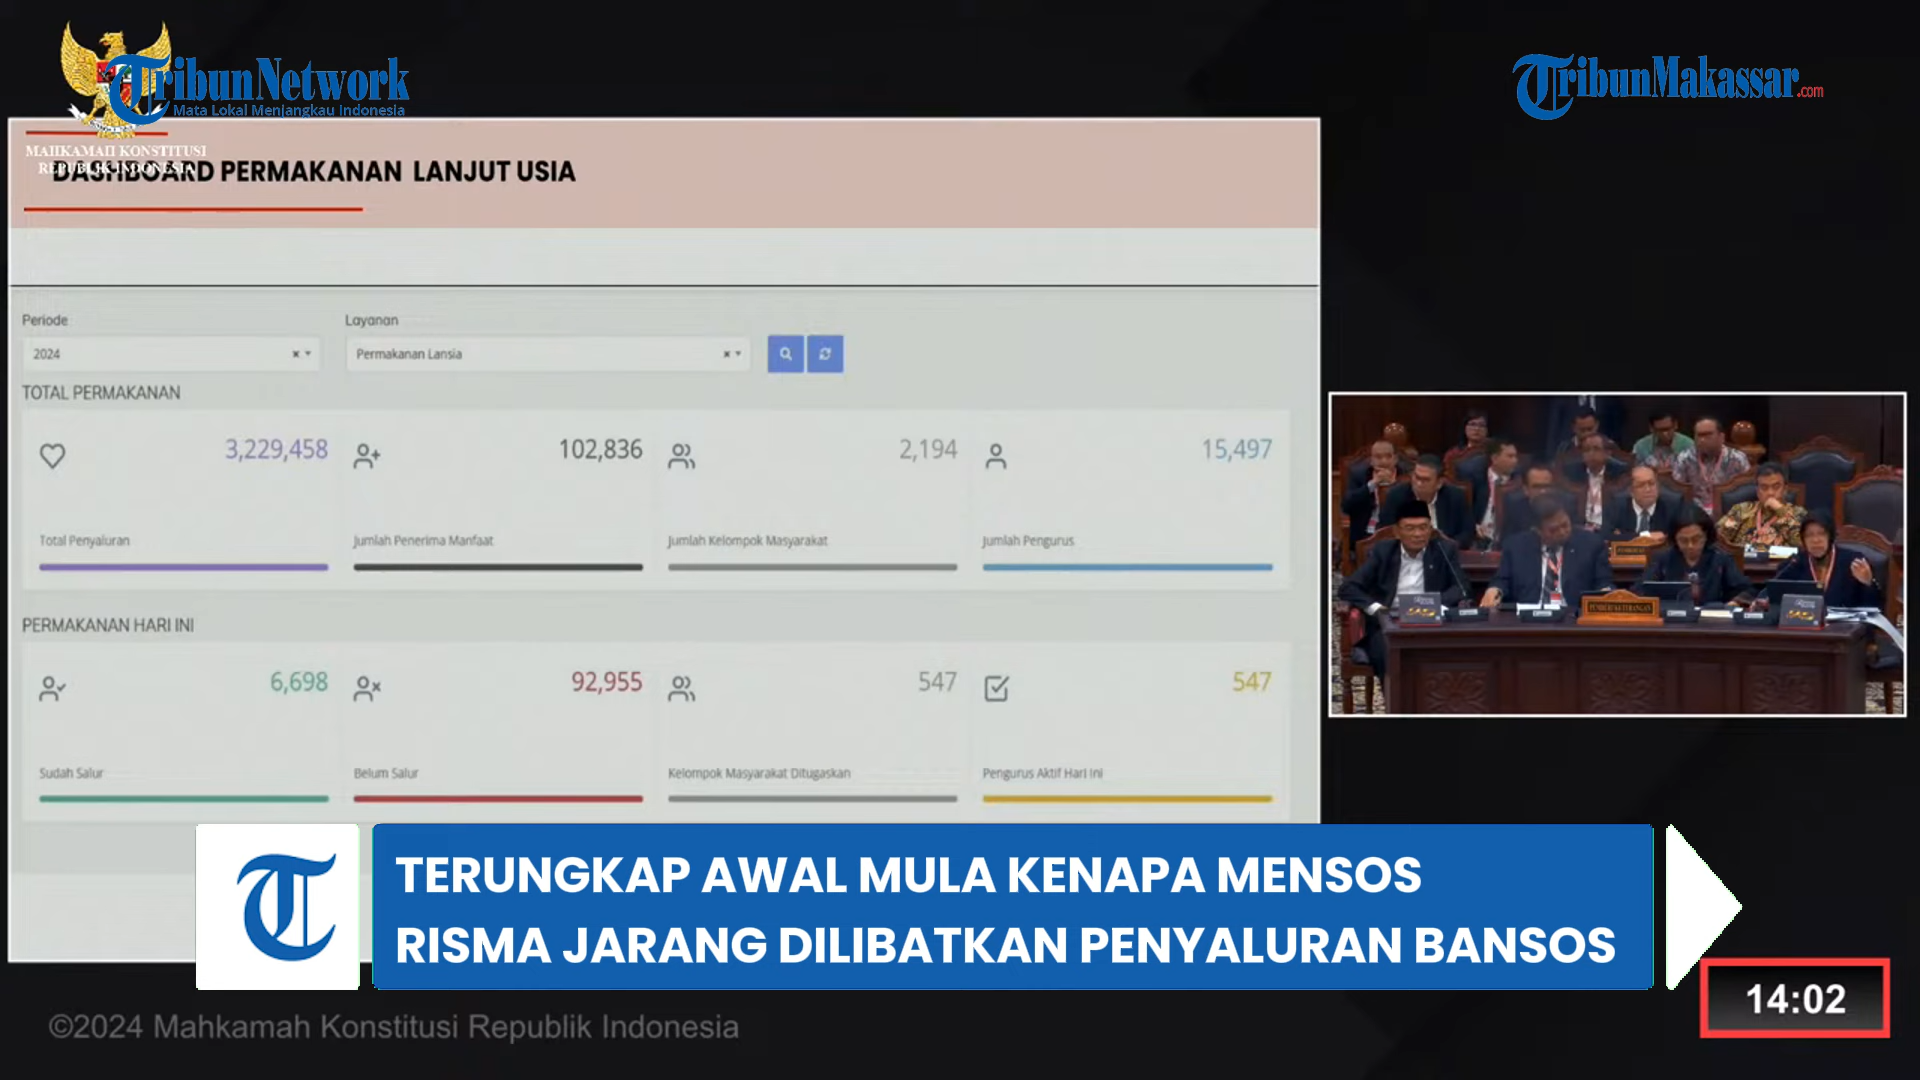 TribunNetwork
Mata Lokal Menjangkau Indonesia
TribunMakassar.com
MAHKAMAH KONSTITUSI
REPUBLIK INDONESIA
DASHBOARD PERMAKANAN LANJUT USIA
Periode
Layanan
2024
Permakanan Lansia
TOTAL PERMAKANAN
3,229,458
102,836
2,194
15,497
Total Penyaluran
Jumlah Penerima Manfaat
Jumlah Kelompok Masyarakat
Jumlah Pengurus
PERMAKANAN HARI INI
6,698
92,955
547
547
Sudah Salur
Belum Salur
Kelompok Masyarakat Ditugaskan
Pengurus Aktif Hari Ini
PEMBERI KETERANGAN
T
TERUNGKAP AWAL MULA KENAPA MENSOS
RISMA JARANG DILIBATKAN PENYALURAN BANSOS
14:02
©2024 Mahkamah Konstitusi Republik Indonesia